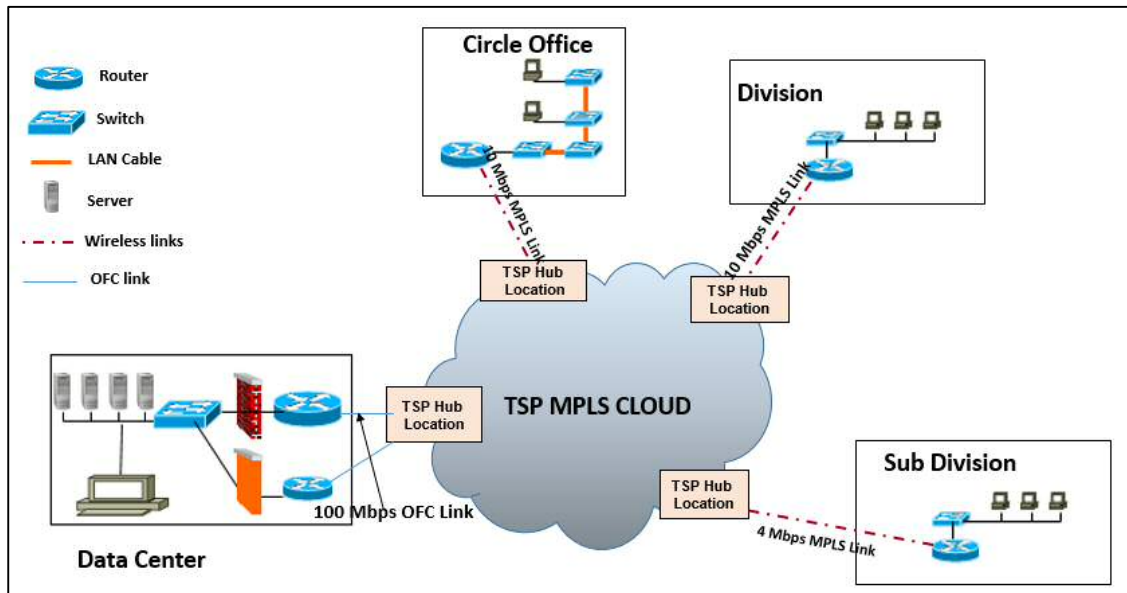 Router
Switch
LAN Cable
Server
Wireless links
OFC link
Circle Office
10 Mbps MPLS Link
TSP Hub
Location
Division
10 Mbps MPLS Link
TSP Hub
Location
TSP MPLS CLOUD
TSP Hub
Location
100 Mbps OFC Link
Data Center
TSP Hub
Location
4 Mbps MPLS Link
Sub Division